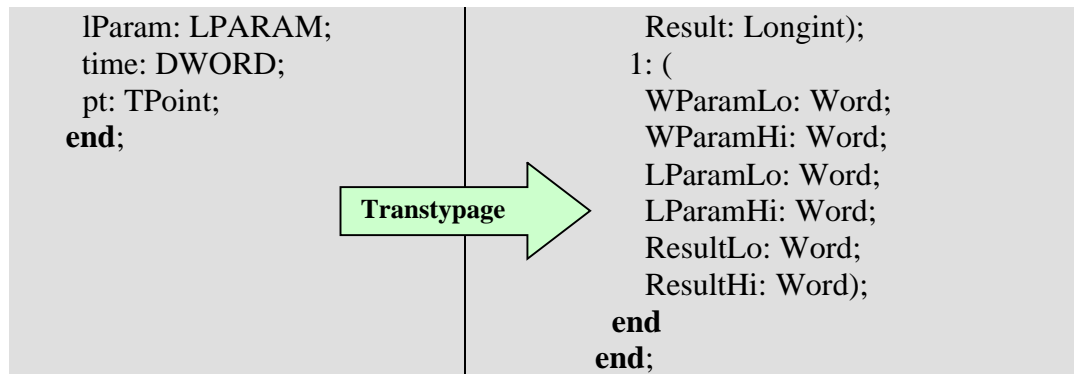 lParam: LPARAM;
time: DWORD;
pt: TPoint;
end;
Transtypage
Result: Longint);
1: (
WParamLo: Word;
WParamHi: Word;
LParamLo: Word;
LParamHi: Word;
ResultLo: Word;
ResultHi: Word);
end
end;